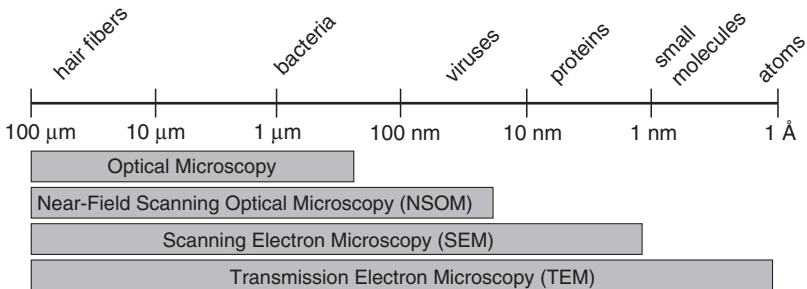 hair fibers
bacteria
viruses
proteins
small
molecules
atoms
100 μm
10 μm
1 μm
100 nm
10 nm
1 nm
1 Å
Optical Microscopy
Near-Field Scanning Optical Microscopy (NSOM)
Scanning Electron Microscopy (SEM)
Transmission Electron Microscopy (TEM)